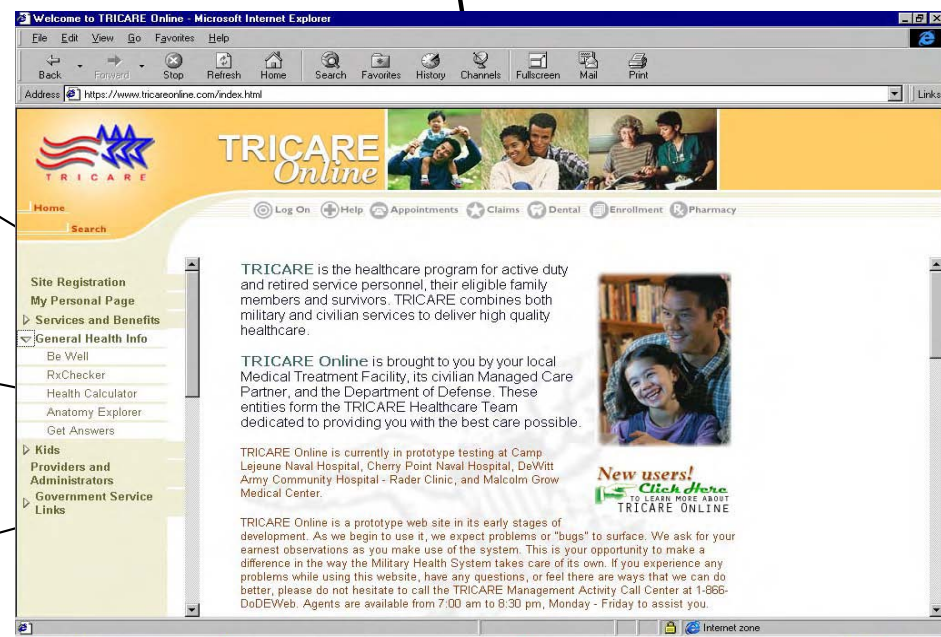 Welcome to TRICARE Online - Microsoft Internet Explorer
File Edit View Go Favorites Help
Back Forward Stop Refresh Home Search Favorites History Channels Fullscreen Mail Print
Address https://www.tricareonline.com/index.html Links
TRICARE
TRICARE
Online
Home
Search
Log On Help Appointments Claims Dental Enrollment Pharmacy
Site Registration
My Personal Page
Services and Benefits
General Health Info
Be Well
RxChecker
Health Calculator
Anatomy Explorer
Get Answers
Kids
Providers and
Administrators
Government Service
Links
TRICARE is the healthcare program for active duty
and retired service personnel, their eligible family
members and survivors. TRICARE combines both
military and civilian services to deliver high quality
healthcare.
TRICARE Online is brought to you by your local
Medical Treatment Facility, its civilian Managed Care
Partner, and the Department of Defense. These
entities form the TRICARE Healthcare Team
dedicated to providing you with the best care possible.
TRICARE Online is currently in prototype testing at Camp
Lejeune Naval Hospital, Cherry Point Naval Hospital, DeWitt
Army Community Hospital - Rader Clinic, and Malcolm Grow
Medical Center.
New users!
Click Here
TO LEARN MORE ABOUT
TRICARE ONLINE
TRICARE Online is a prototype web site in its early stages of
development. As we begin to use it, we expect problems or "bugs" to surface. We ask for your
earnest observations as you make use of the system. This is your opportunity to make a
difference in the way the Military Health System takes care of its own. If you experience any
problems while using this website, have any questions, or feel there are ways that we can do
better, please do not hesitate to call the TRICARE Management Activity Call Center at 1-866-
DoDEWeb. Agents are available from 7:00 am to 8:30 pm, Monday - Friday to assist you.
Internet zone